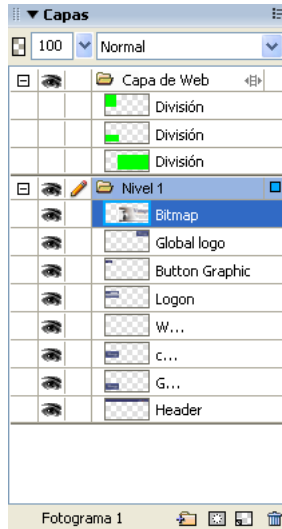 Capas
100 Normal
Capa de Web
División
División
División
Nivel 1
Bitmap
Global logo
Button Graphic
Logon
W...
c...
G...
Header
Fotograma 1